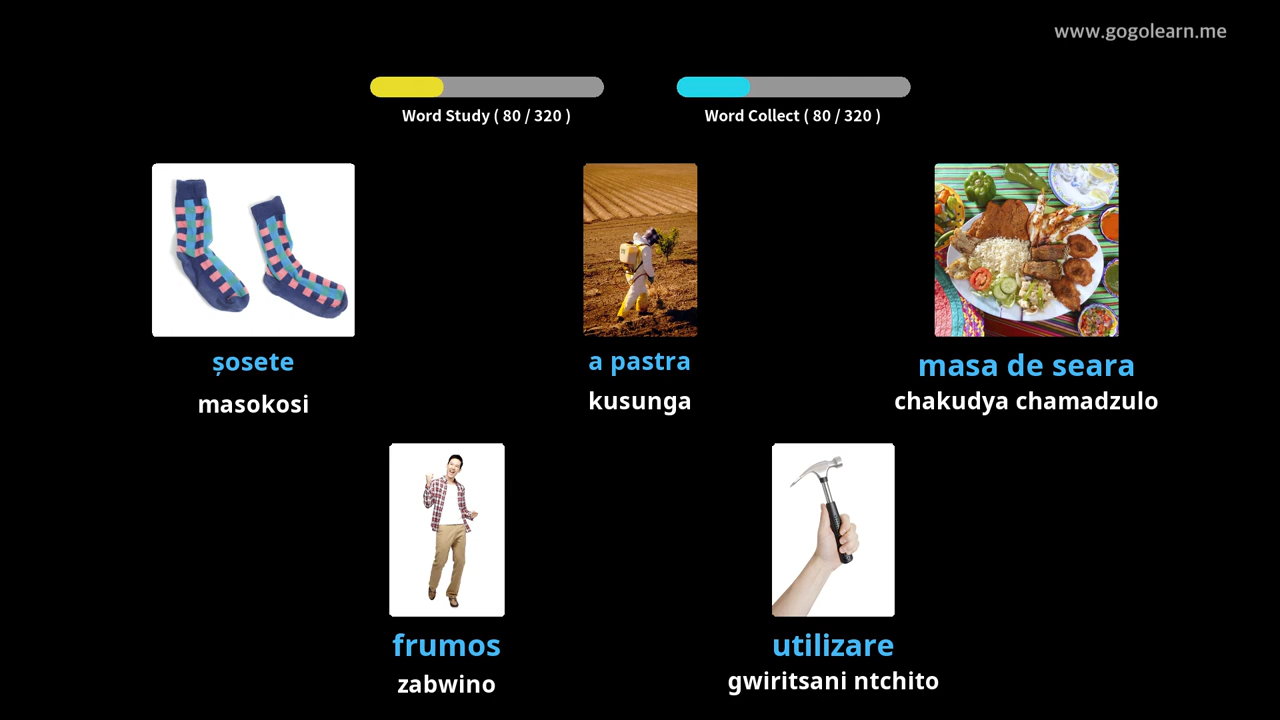 www.gogolearn.me
Word Study ( 80 / 320 )
Word Collect ( 80 / 320 )
șosete
masokosi
a pastra
kusunga
masa de seara
chakudya chamadzulo
frumos
zabwino
utilizare
gwiritsani ntchito